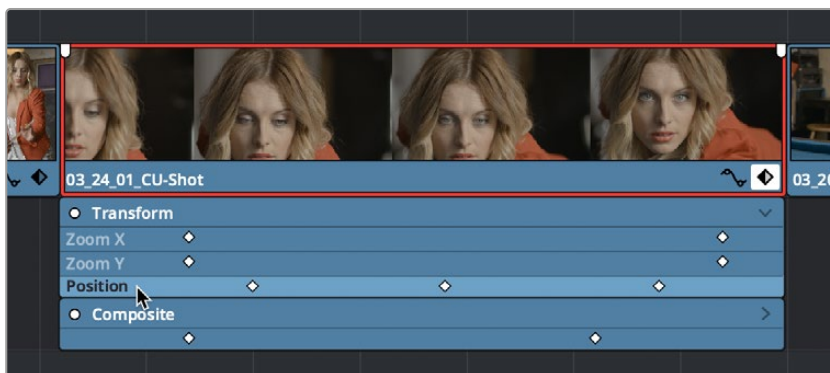 03_24_01_CU-Shot
Transform
Zoom X
Zoom Y
Position
Composite